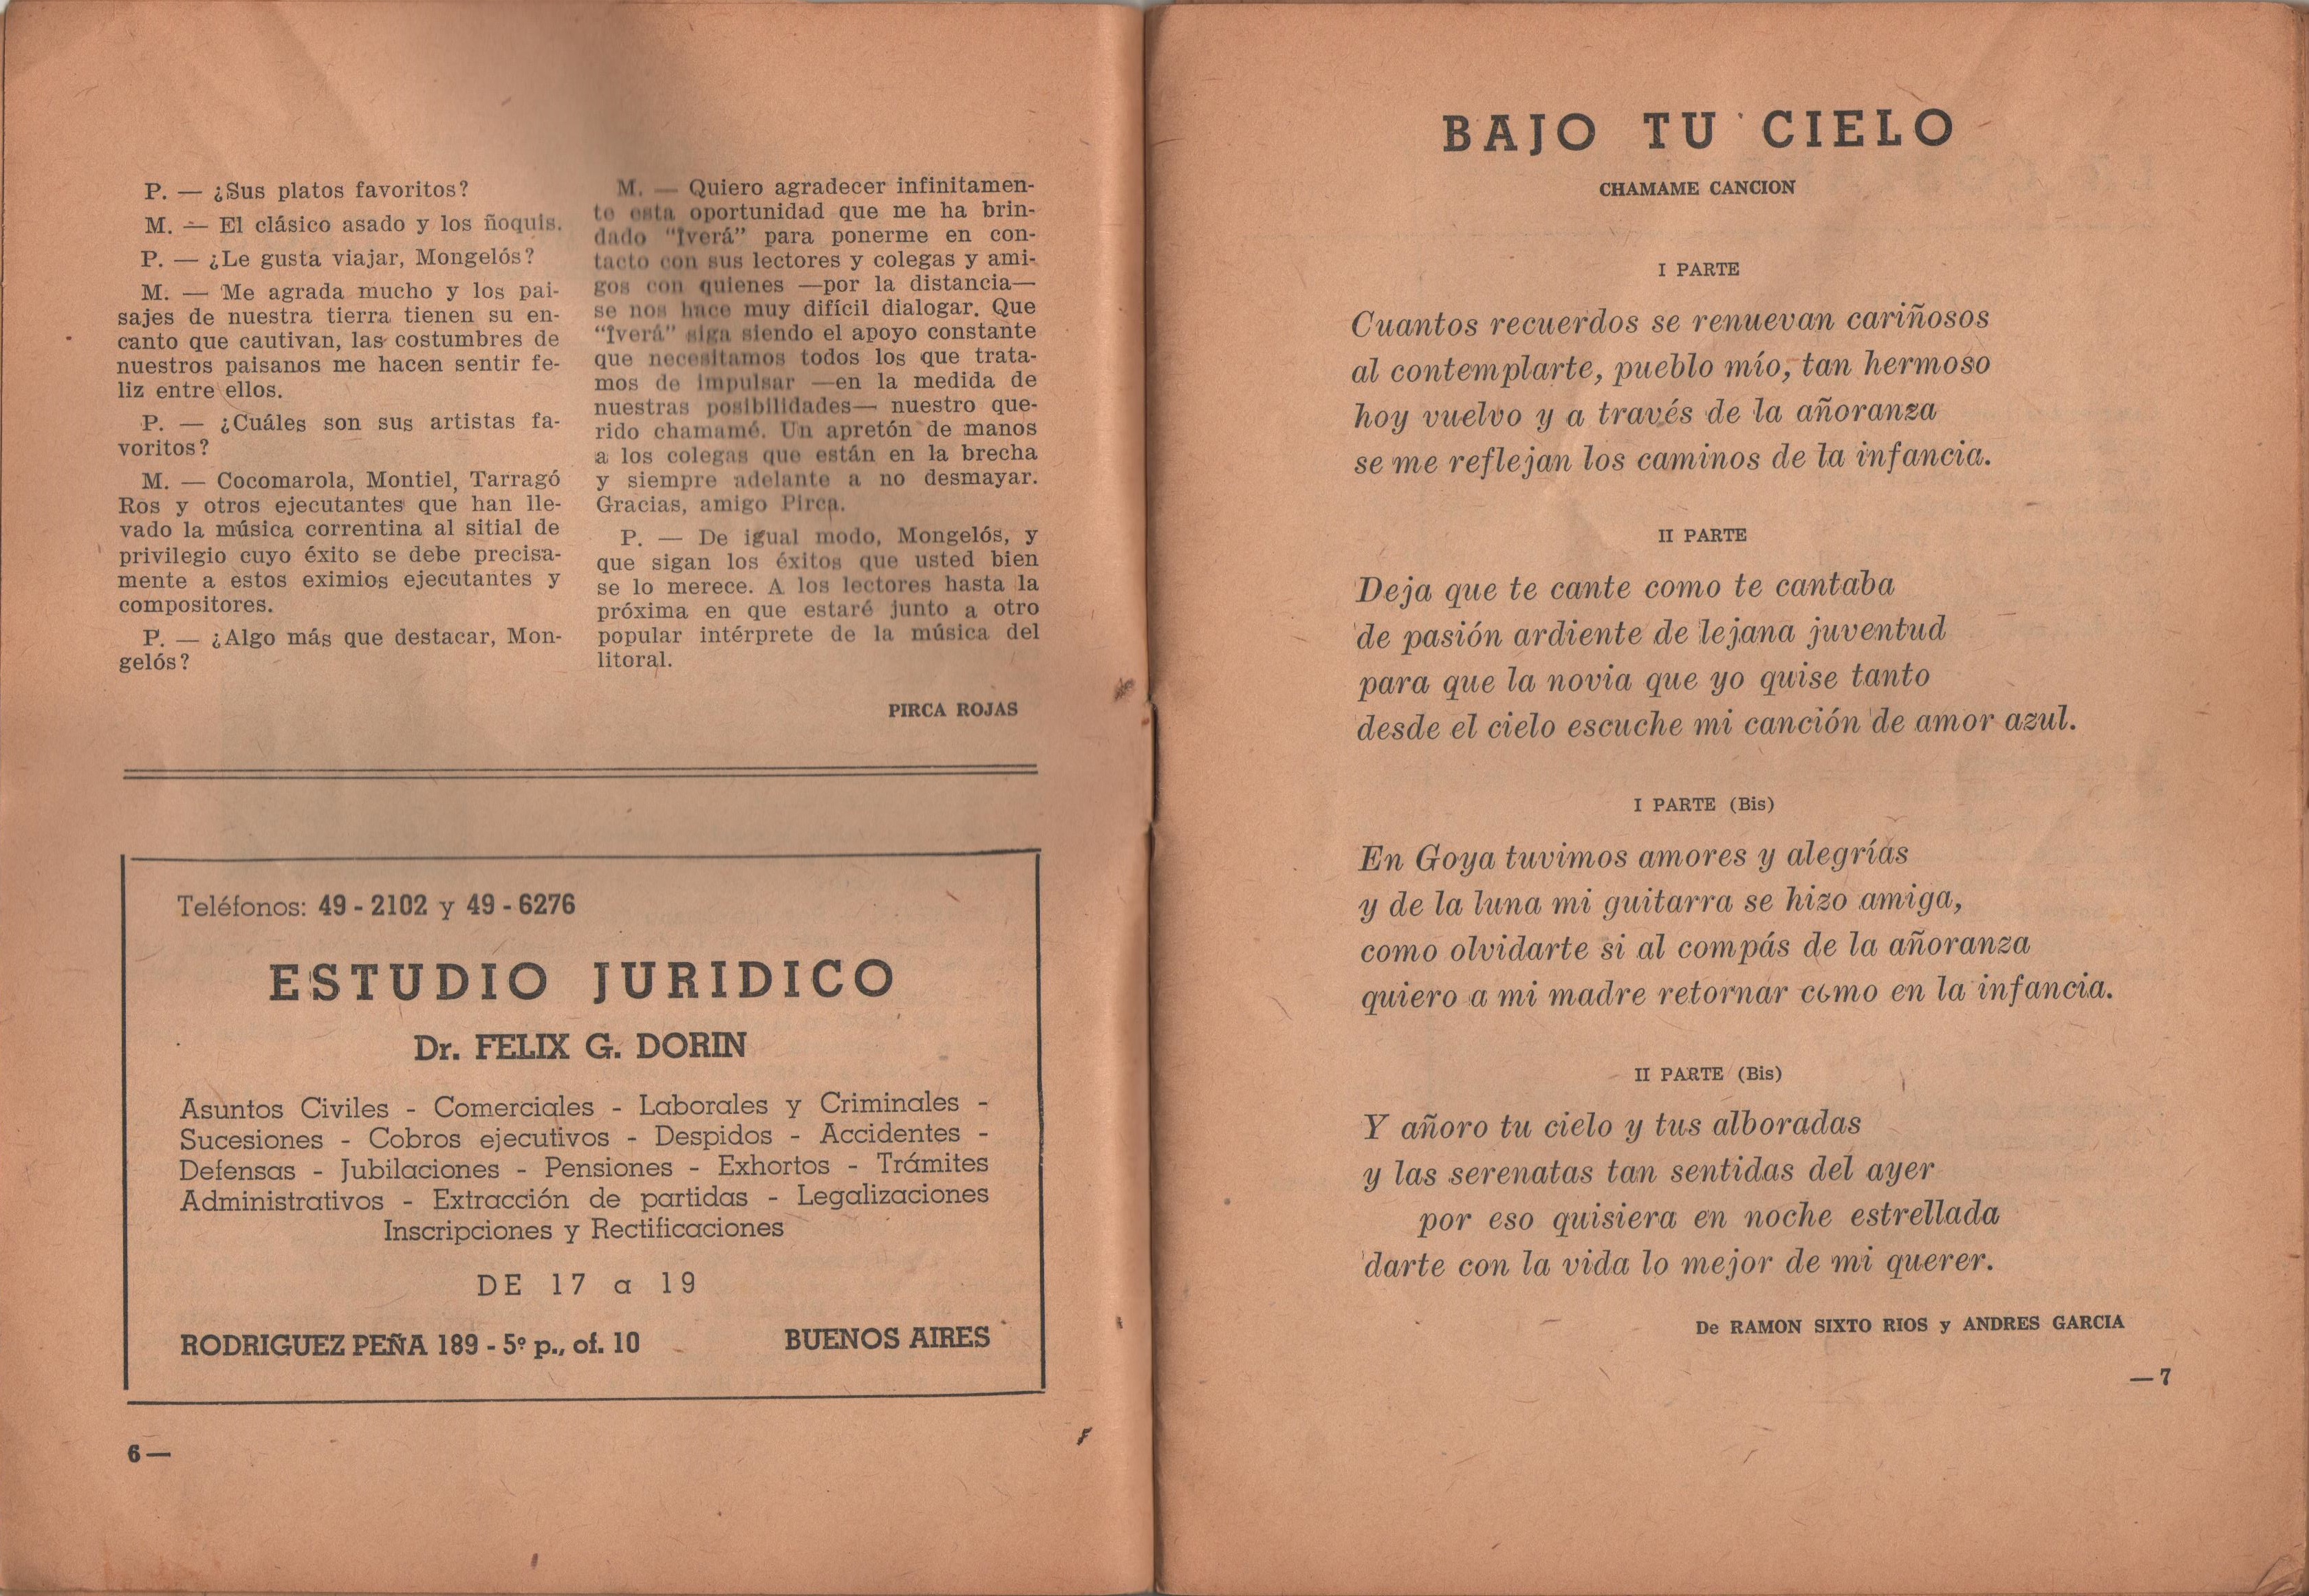 P. — ¿Sus platos favoritos?
M. — El clásico asado y los ñoquis.
P. — ¿Le gusta viajar, Mongelós?
M. — Me agrada mucho y los pai-
sajes de nuestra tierra tienen su en-
canto que cautivan, las costumbres de
nuestros paisanos me hacen sentir fe-
liz entre ellos.
P. — ¿Cuáles son sus artistas fa-
voritos?
M. — Cocomarola, Montiel, Tarragó
Ros y otros ejecutantes que han lle-
vado la música correntina al sitial de
privilegio cuyo éxito se debe precisa-
mente a estos eximios ejecutantes y
compositores.
P. — ¿Algo más que destacar, Mon-
gelós?
M. — Quiero agradecer infinitamen-
te esta oportunidad que me ha brin-
dado "Iverá" para ponerme en con-
tacto con sus lectores y colegas y ami-
gos con quienes —por la distancia—
se nos hace muy difícil dialogar. Que
"Iverá" siga siendo el apoyo constante
que necesitamos todos los que trata-
mos de impulsar —en la medida de
nuestras posibilidades— nuestro que-
rido chamamé. Un apretón de manos
a los colegas que están en la brecha
y siempre adelante a no desmayar.
Gracias, amigo Pirca.
P. — De igual modo, Mongelós, y
que sigan los éxitos que usted bien
se lo merece. A los lectores hasta la
próxima en que estaré junto a otro
popular intérprete de la música del
litoral.
PIRCA ROJAS
Teléfonos: 49 - 2102 y 49 - 6276
ESTUDIO JURIDICO
Dr. FELIX G. DORIN
Asuntos Civiles - Comerciales - Laborales y Criminales -
Sucesiones - Cobros ejecutivos - Despidos - Accidentes -
Defensas - Jubilaciones - Pensiones - Exhortos - Trámites
Administrativos - Extracción de partidas - Legalizaciones
Inscripciones y Rectificaciones
DE 17 a 19
RODRIGUEZ PEÑA 189 - 5º p., of. 10 BUENOS AIRES
6 —
BAJO TU CIELO
CHAMAME CANCION
I PARTE
Cuantos recuerdos se renuevan cariñosos
al contemplarte, pueblo mío, tan hermoso
hoy vuelvo y a través de la añoranza
se me reflejan los caminos de la infancia.
II PARTE
Deja que te cante como te cantaba
de pasión ardiente de lejana juventud
para que la novia que yo quise tanto
desde el cielo escuche mi canción de amor azul.
I PARTE (Bis)
En Goya tuvimos amores y alegrías
y de la luna mi guitarra se hizo amiga,
como olvidarte si al compás de la añoranza
quiero a mi madre retornar como en la infancia.
II PARTE (Bis)
Y añoro tu cielo y tus alboradas
y las serenatas tan sentidas del ayer
por eso quisiera en noche estrellada
darte con la vida lo mejor de mi querer.
De RAMON SIXTO RIOS y ANDRES GARCIA
— 7